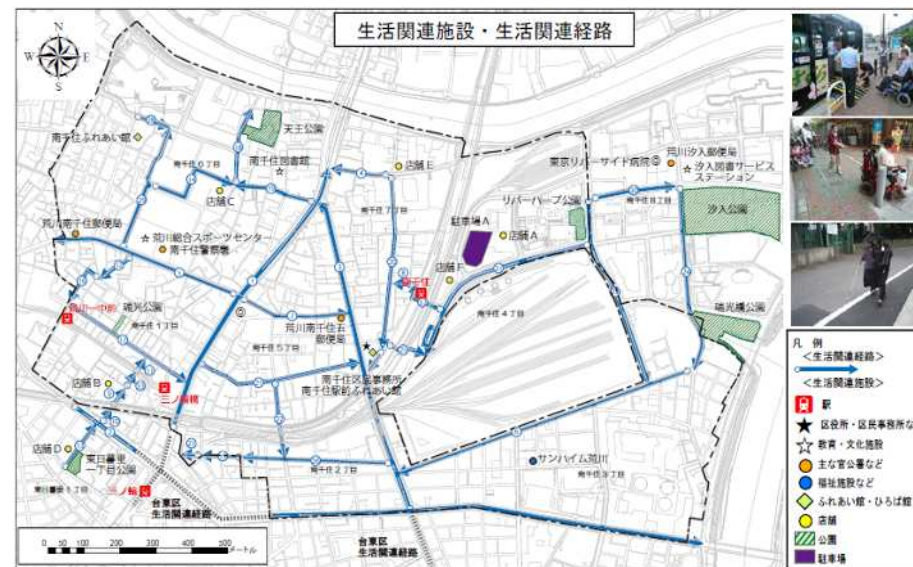 生活関連施設・生活関連経路
N
W
E
S
南千住ふれあい館
天王公園
南千住図書館
南千住6丁目
店舗C
店舗E
南千住7丁目
東京リバーサイド病院
荒川汐入郵便局
汐入図書サービス
ステーション
南千住8丁目
リバーハープ公園
汐入公園
荒川南千住郵便局
荒川総合スポーツセンター
南千住警察署
駐車場A
店舗A
店舗F
南千住
荒川一中前
瑞光公園
南千住1丁目
荒川南千住五
郵便局
南千住5丁目
南千住4丁目
瑞光橋公園
南千住区民事務所
南千住駅前ふれあい館
店舗B
三ノ輪橋
店舗D
東日暮里
一丁目公園
東日暮里1丁目
三ノ輪
台東区
生活関連経路
南千住2丁目
サンハイム荒川
南千住3丁目
台東区
生活関連経路
0 50 100 200 300 400 500
メートル
凡 例
＜生活関連経路＞
＜生活関連施設＞
駅
区役所・区民事務所な
教育・文化施設
主な官公署など
福祉施設など
ふれあい館・ひろば館
店舗
公園
駐車場